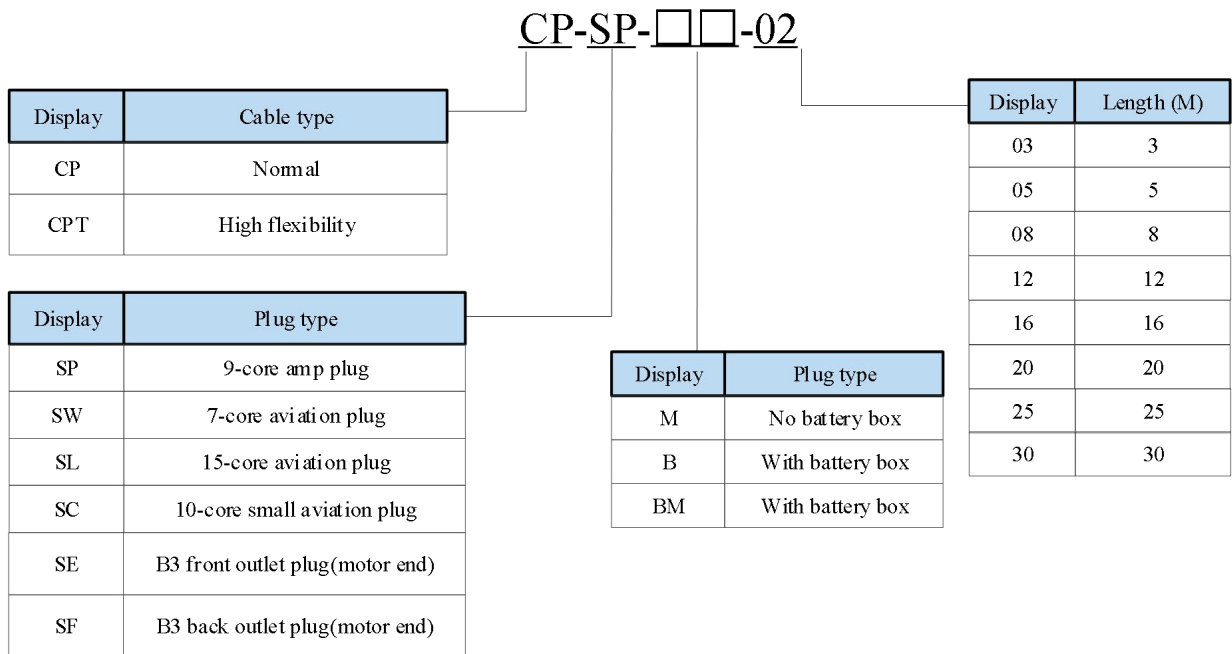 CP-SP-□□-02
Display Cable type
CP Normal
CPT High flexibility
Display Plug type
SP 9-core amp plug
SW 7-core aviation plug
SL 15-core aviation plug
SC 10-core small aviation plug
SE B3 front outlet plug(motor end)
SF B3 back outlet plug(motor end)
Display Plug type
M No battery box
B With battery box
BM With battery box
Display Length (M)
03 3
05 5
08 8
12 12
16 16
20 20
25 25
30 30